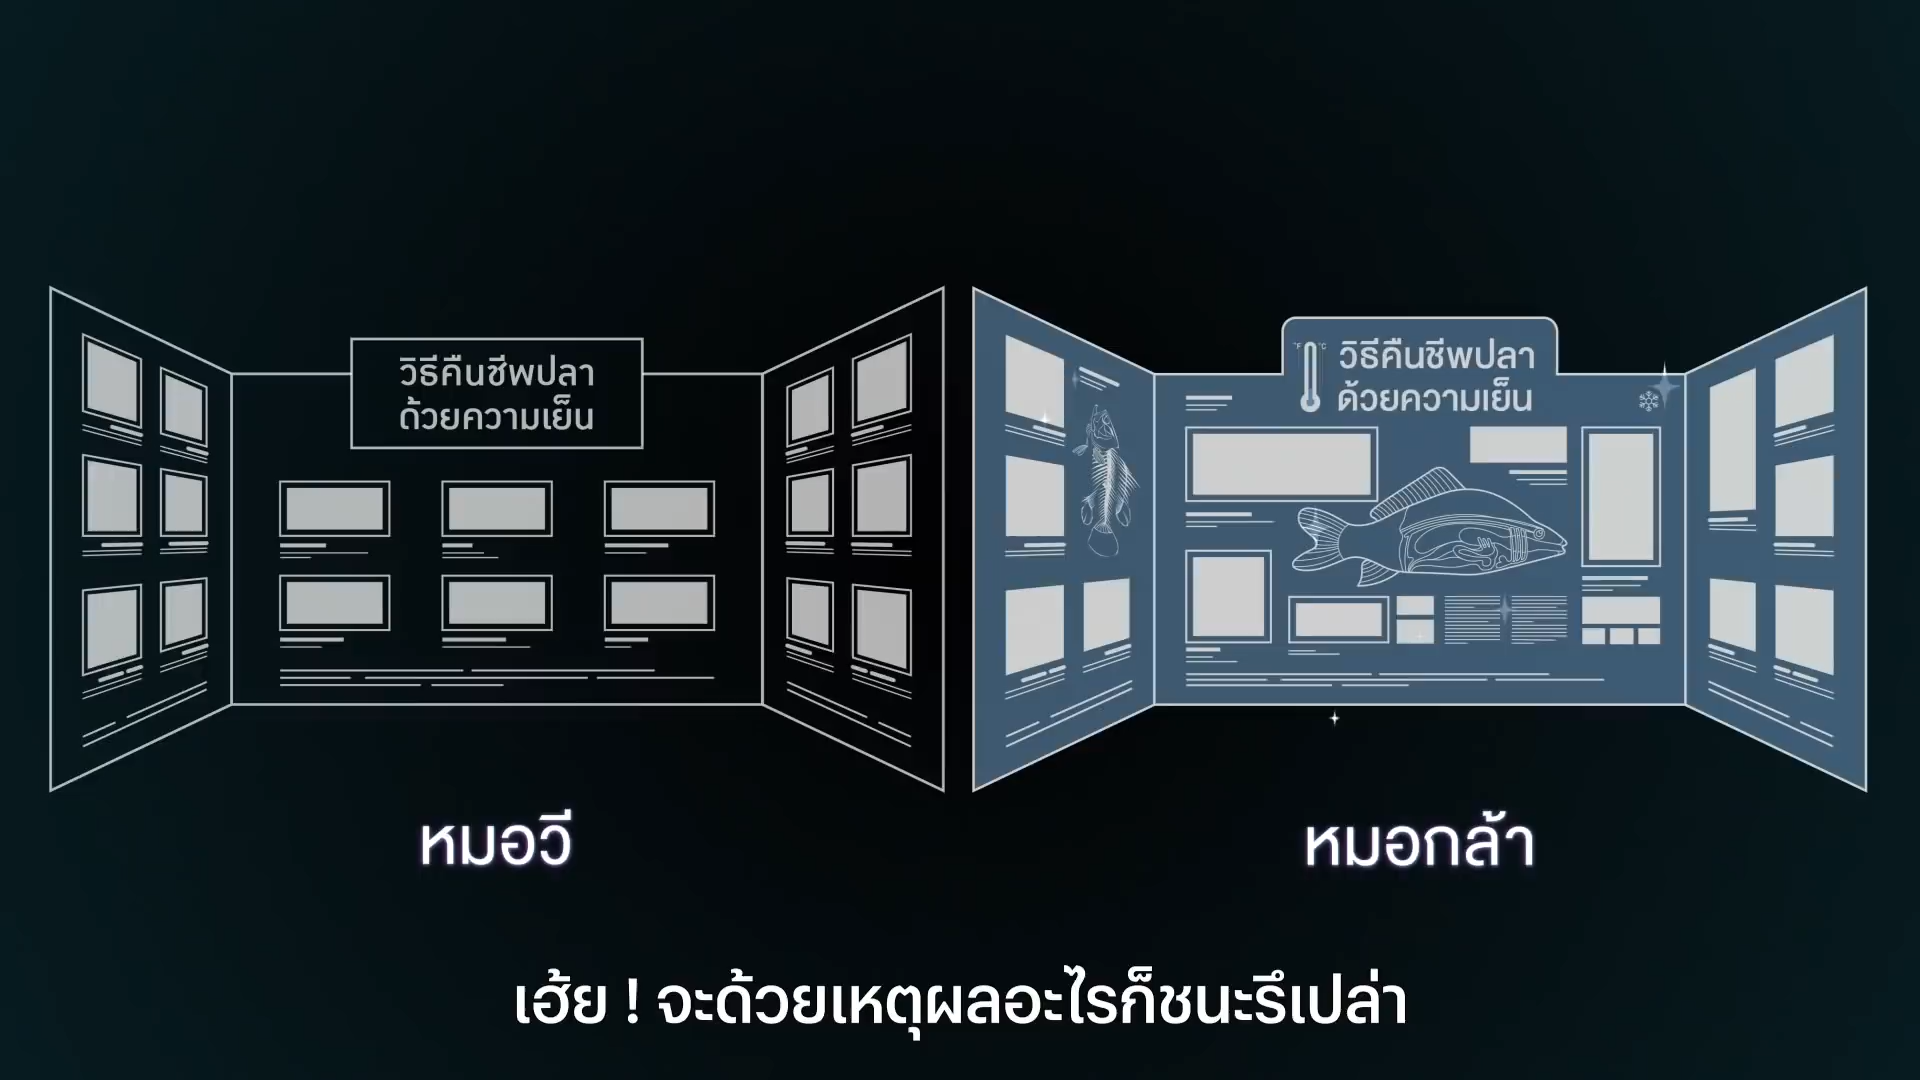 วิธีคืนชีพปลา
ด้วยความเย็น
°F °C
วิธีคืนชีพปลา
ด้วยความเย็น
หมอวี
หมอกล้า
เฮ้ย ! จะด้วยเหตุผลอะไรก็ชนะรึเปล่า